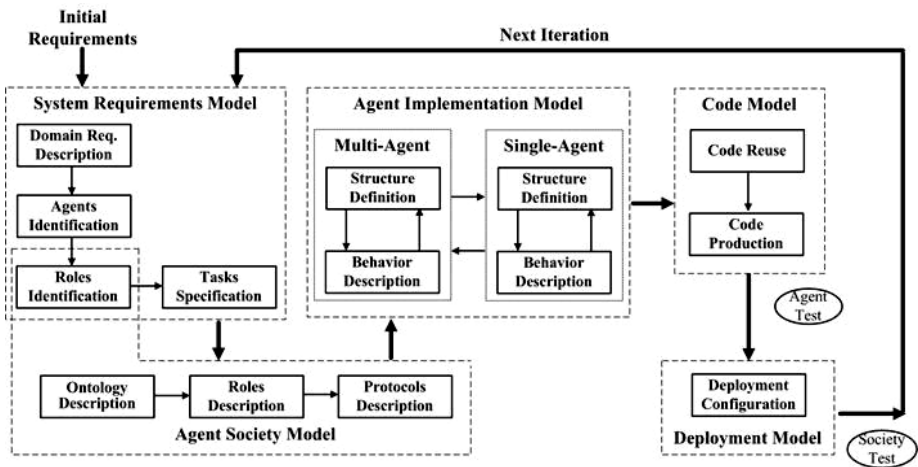 Initial
Requirements
Next Iteration
System Requirements Model
Domain Req.
Description
Agents
Identification
Roles
Identification
Tasks
Specification
Agent Implementation Model
Multi-Agent
Structure
Definition
Behavior
Description
Single-Agent
Structure
Definition
Behavior
Description
Code Model
Code Reuse
Code
Production
Agent
Test
Ontology
Description
Roles
Description
Protocols
Description
Agent Society Model
Deployment
Configuration
Deployment Model
Society
Test